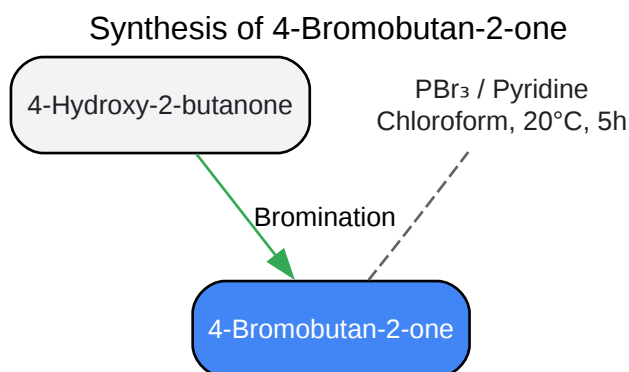 Synthesis of 4-Bromobutan-2-one
4-Hydroxy-2-butanone
PBr₃ / Pyridine
Chloroform, 20°C, 5h
Bromination
4-Bromobutan-2-one